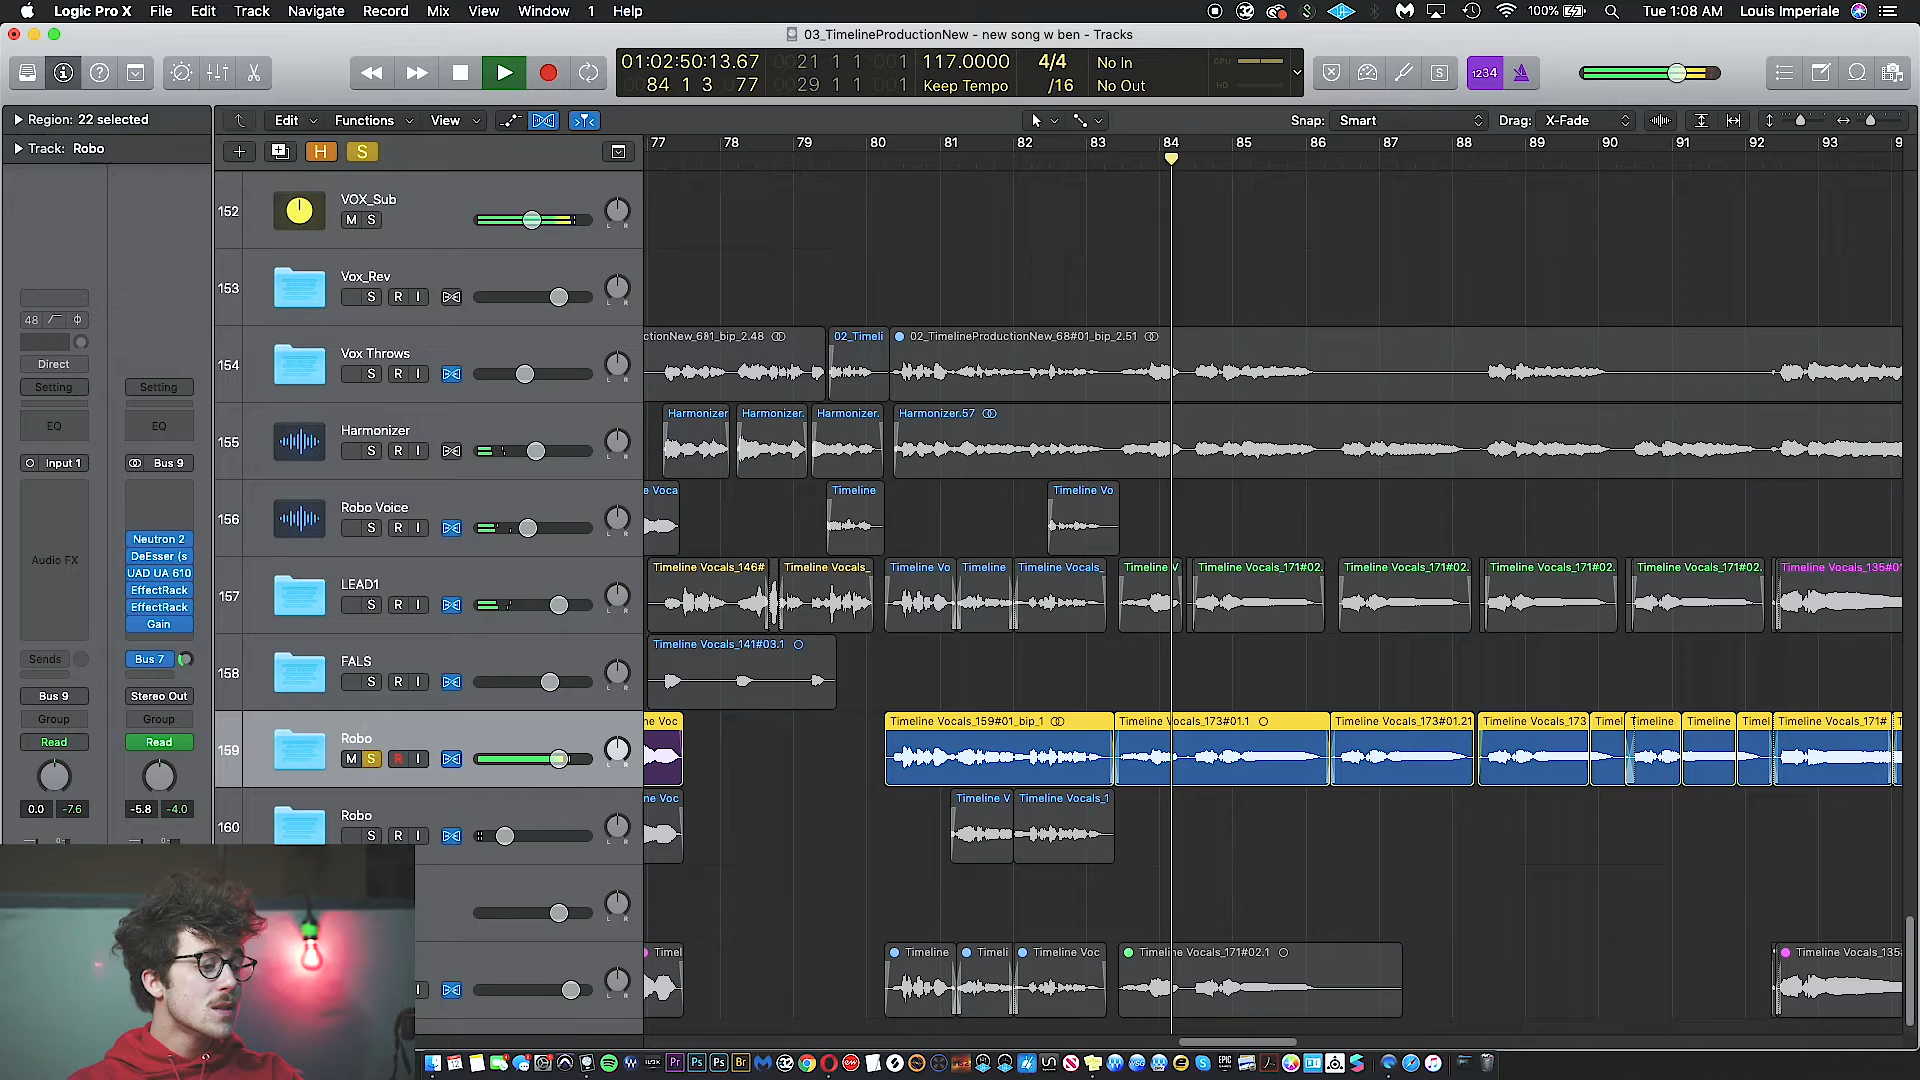 Logic Pro X File Edit Track Navigate Record Mix View Window 1 Help
100% Tue 1:08 AM Louis Imperiale
03_TimelineProductionNew - new song w ben - Tracks
01:02:50:13.67 0021 1 1 001 117.0000 4/4 No In CPU
84 1 3 77 0029 1 1 001 Keep Tempo /16 No Out HD
S 1234
Region: 22 selected
Edit Functions View Snap: Smart Drag: X-Fade
Track: Robo
H S
77 78 79 80 81 82 83 84 85 86 87 88 89 90 91 92 93 9
152 VOX_Sub
M S
L R
153 Vox_Rev
S R I
L R
154 Vox Throws
S R I
L R
ctionNew_681_bip_2.48 02_Timeli 02_TimelineProductionNew_68#01_bip_2.51
155 Harmonizer
S R I
L R
Harmonizer Harmonizer. Harmonizer. Harmonizer.57
156 Robo Voice
S R I
L R
e Voca Timeline Timeline Vo
157 LEAD1
S R I
L R
Timeline Vocals_146# Timeline Vocals_ Timeline Vo Timeline Timeline Vocals_ Timeline V Timeline Vocals_171#02. Timeline Vocals_171#02. Timeline Vocals_171#02. Timeline Vocals_171#02. Timeline Vocals_135#01
158 FALS
S R I
L R
Timeline Vocals_141#03.1
159 Robo
M S R I
L R
ne Voc Timeline Vocals_159#01_bip_1 Timeline Vocals_173#01.1 Timeline Vocals_173#01.21 Timeline Vocals_173 Timel Timeline Timeline Timel Timeline Vocals_171#
160 Robo
S R I
L R
ne Voc Timeline V Timeline Vocals_1
L R
I
L R
Timel Timeline Timeli Timeline Voc Timeline Vocals_171#02.1 Timeline Vocals_135
48
Direct
Setting Setting
EQ EQ
Input 1 Bus 9
Audio FX
Neutron 2
DeEsser (s
UAD UA 610
EffectRack
EffectRack
Gain
Sends Bus 7
Bus 9 Stereo Out
Group Group
Read Read
0.0 -7.6 -5.8 -4.0
Pr Ps Ps Br